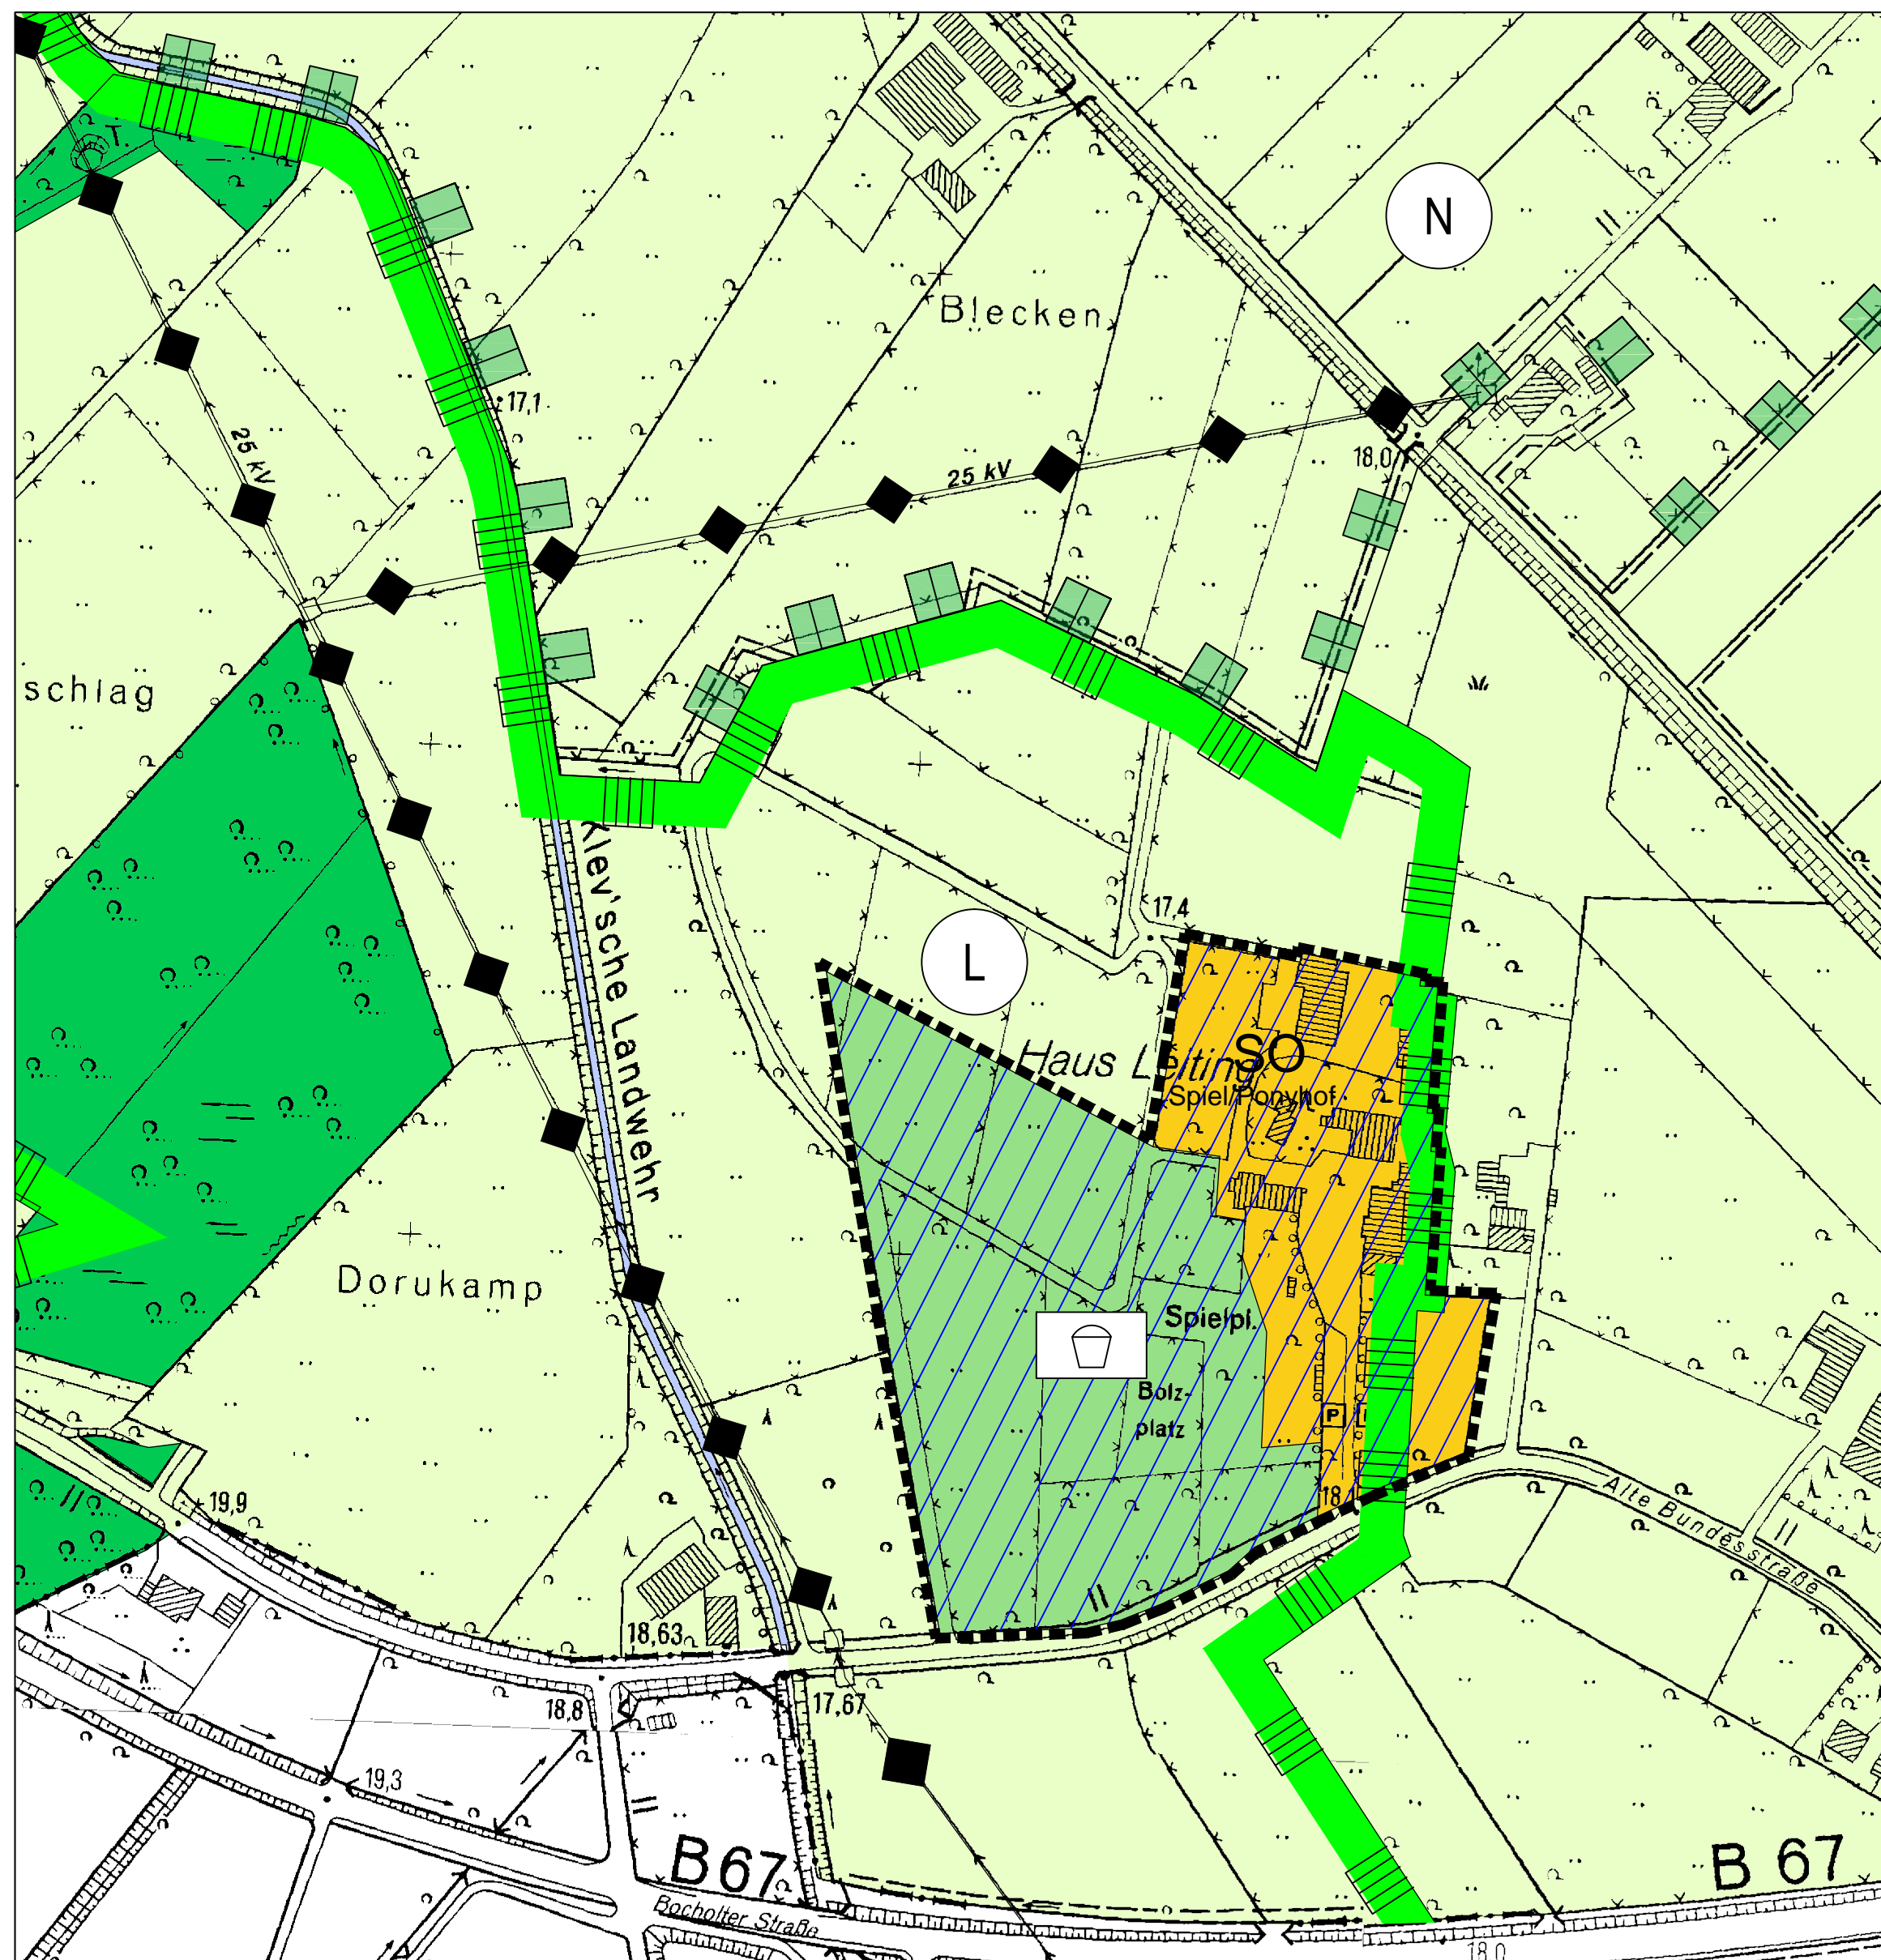 T.
N
Blecken
17,1
25 kV
25 kV
18,0
schlag
Klev'sche Landwehr
17,4
L
Haus Leiting
SO
Spiel/Ponyhof
Dorukamp
Spielpl.
Bolz-
platz
P
18,1
19,9
Alte Bundesstraße
18,63
18,8
17,67
19,3
B67
B 67
Bocholter Straße
18,0